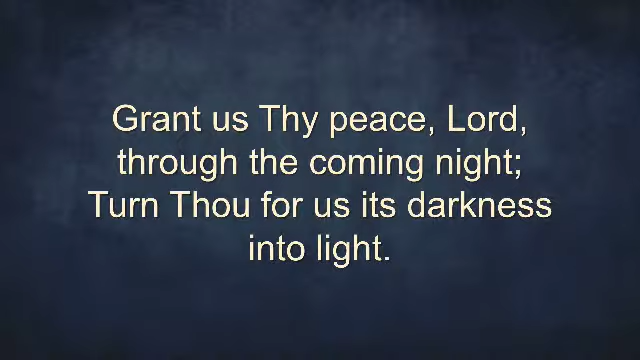 Grant us Thy peace, Lord,
through the coming night;
Turn Thou for us its darkness
into light.